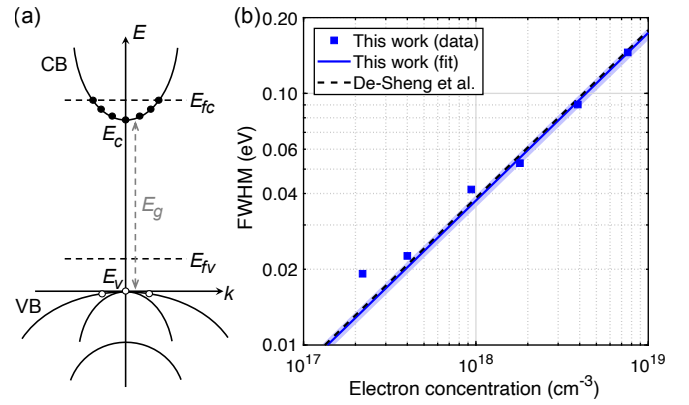 (a)
E
CB
E_fc
E_c
E_g
E_fv
E_v
k
VB
(b)
This work (data)
This work (fit)
De-Sheng et al.
FWHM (eV)
0.20
0.10
0.06
0.04
0.02
0.01
10^17
10^18
10^19
Electron concentration (cm^-3)